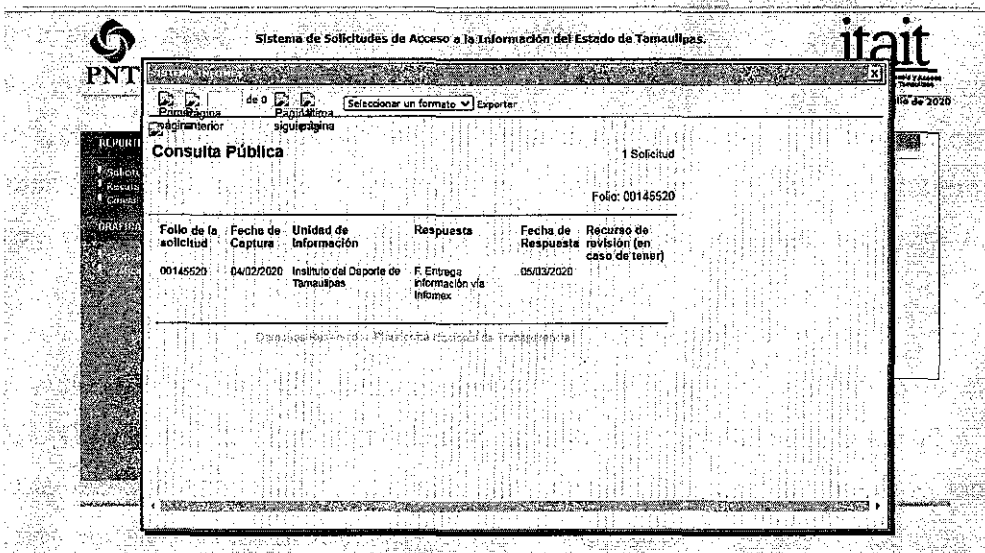 Sistema de Solicitudes de Acceso a la Información del Estado de Tamaulipas.
PNT
itait
x
de 0
Seleccionar un formato
Exportar
de 2020
Consulta Pública
1 Solicitud
Folio: 00145520
Folio de la solicitud
Fecha de Captura
Unidad de Información
Respuesta
Fecha de Respuesta
Recurso de revisión (en caso de tener)
00145520
04/02/2020
Instituto del Deporte de Tamaulipas
F. Entrega información vía Infomex
05/03/2020